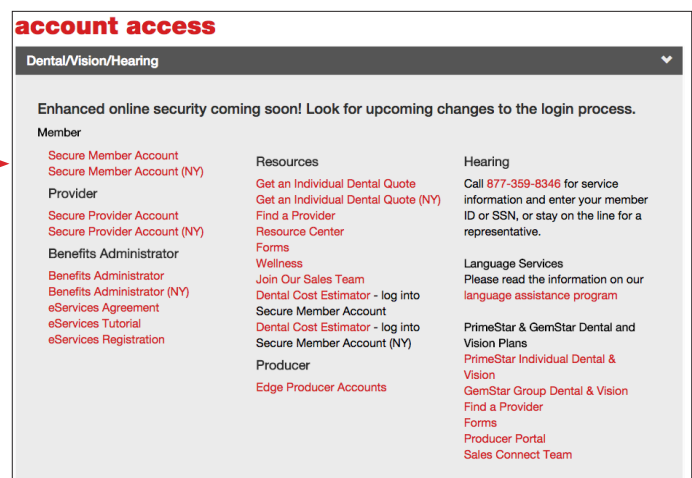 account access
Dental/Vision/Hearing
Enhanced online security coming soon! Look for upcoming changes to the login process.
Member
Secure Member Account
Secure Member Account (NY)
Provider
Secure Provider Account
Secure Provider Account (NY)
Benefits Administrator
Benefits Administrator
Benefits Administrator (NY)
eServices Agreement
eServices Tutorial
eServices Registration
Resources
Get an Individual Dental Quote
Get an Individual Dental Quote (NY)
Find a Provider
Resource Center
Forms
Wellness
Join Our Sales Team
Dental Cost Estimator - log into
Secure Member Account
Dental Cost Estimator - log into
Secure Member Account (NY)
Producer
Edge Producer Accounts
Hearing
Call 877-359-8346 for service
information and enter your member
ID or SSN, or stay on the line for a
representative.
Language Services
Please read the information on our
language assistance program
PrimeStar & GemStar Dental and
Vision Plans
PrimeStar Individual Dental &
Vision
GemStar Group Dental & Vision
Find a Provider
Forms
Producer Portal
Sales Connect Team